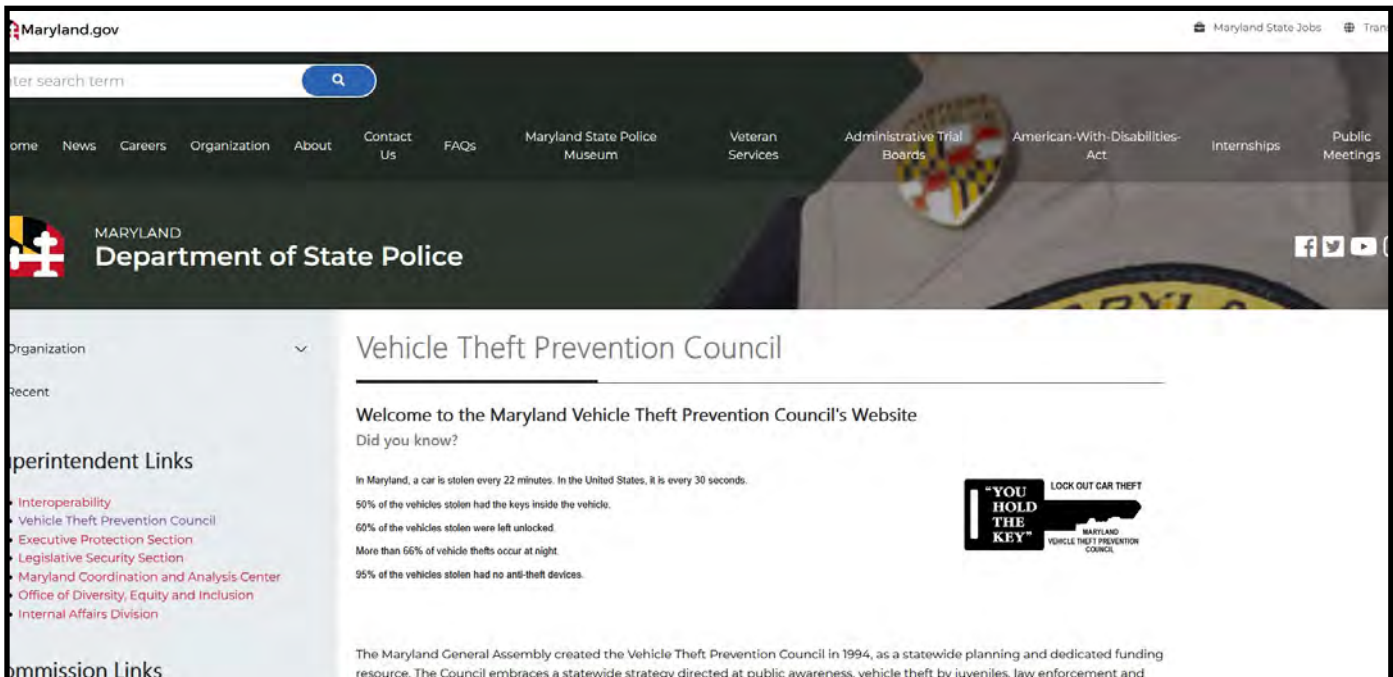 Maryland.gov
Maryland State Jobs
ter search term
ome News Careers Organization About Contact Us FAQs Maryland State Police Museum Veteran Services Administrative Trial Boards American-With-Disabilities-Act Internships Public Meetings
MARYLAND
Department of State Police
Organization
Recent
perintendent Links
Interoperability
Vehicle Theft Prevention Council
Executive Protection Section
Legislative Security Section
Maryland Coordination and Analysis Center
Office of Diversity, Equity and Inclusion
Internal Affairs Division
ommission Links
Vehicle Theft Prevention Council
Welcome to the Maryland Vehicle Theft Prevention Council's Website
Did you know?
In Maryland, a car is stolen every 22 minutes. In the United States, it is every 30 seconds.
50% of the vehicles stolen had the keys inside the vehicle.
60% of the vehicles stolen were left unlocked.
More than 66% of vehicle thefts occur at night.
95% of the vehicles stolen had no anti-theft devices.
"YOU
HOLD
THE
KEY"
LOCK OUT CAR THEFT
MARYLAND
VEHICLE THEFT PREVENTION
COUNCIL
The Maryland General Assembly created the Vehicle Theft Prevention Council in 1994, as a statewide planning and dedicated funding
resource. The Council embraces a statewide strategy directed at public awareness, vehicle theft by juveniles, law enforcement and